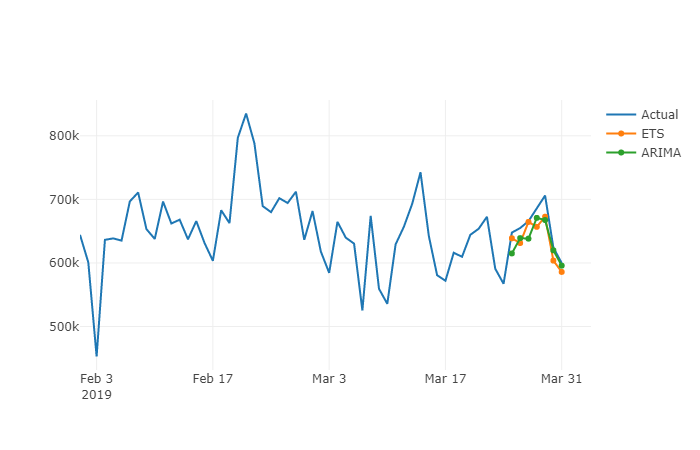 800k
700k
600k
500k
Feb 3
2019
Feb 17
Mar 3
Mar 17
Mar 31
Actual
ETS
ARIMA